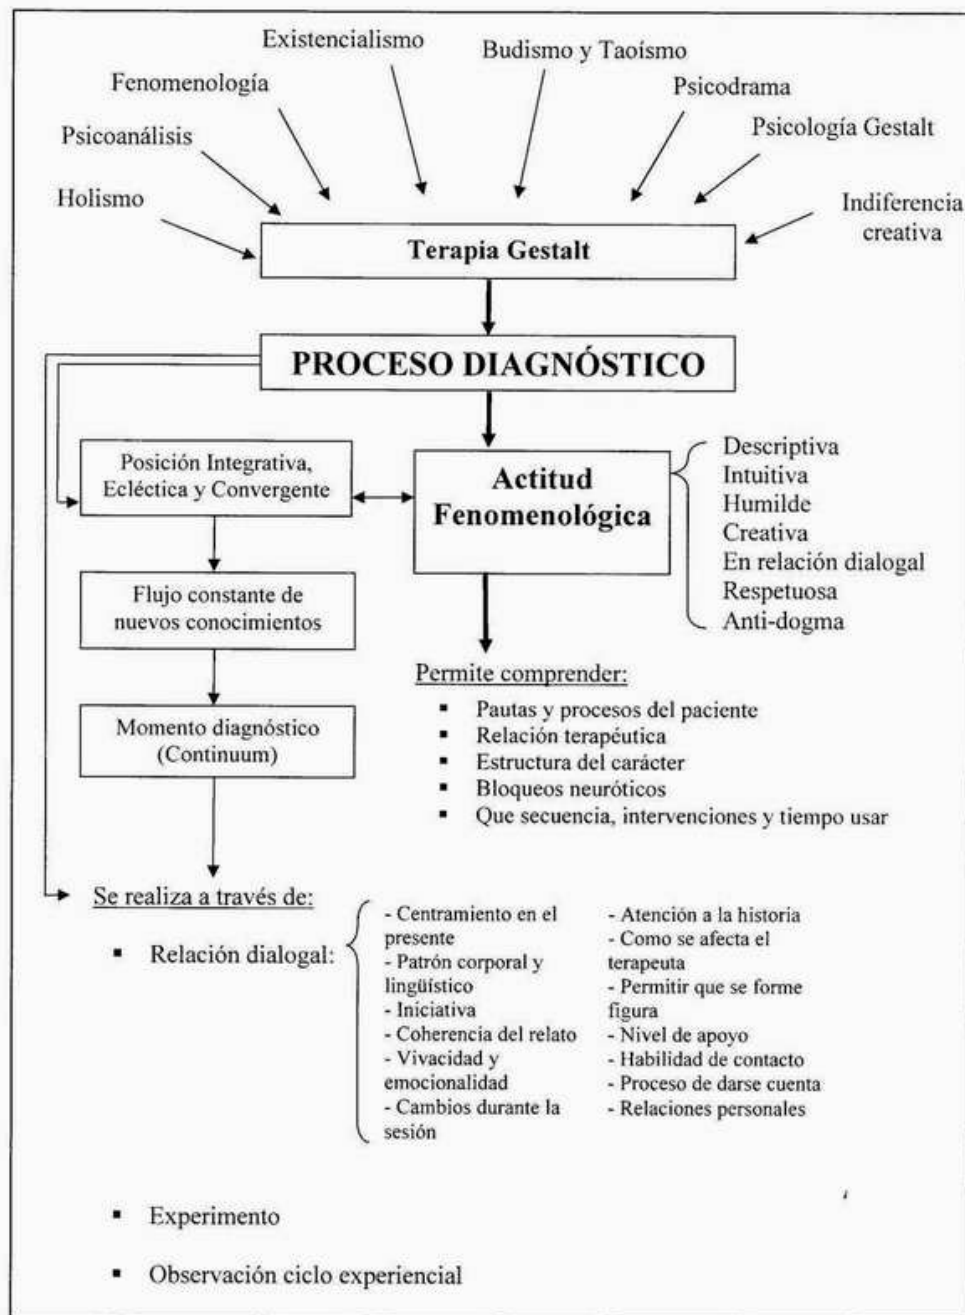 Existencialismo
Budismo y Taoísmo
Fenomenología
Psicodrama
Psicoanálisis
Psicología Gestalt
Holismo
Indiferencia
creativa
Terapia Gestalt
PROCESO DIAGNÓSTICO
Posición Integrativa,
Ecléctica y Convergente
Actitud
Fenomenológica
Descriptiva
Intuitiva
Humilde
Creativa
En relación dialogal
Respetuosa
Anti-dogma
Flujo constante de
nuevos conocimientos
Momento diagnóstico
(Continuum)
Permite comprender:
▪ Pautas y procesos del paciente
▪ Relación terapéutica
▪ Estructura del carácter
▪ Bloqueos neuróticos
▪ Que secuencia, intervenciones y tiempo usar
Se realiza a través de:
▪ Relación dialogal:
- Centramiento en el
presente
- Patrón corporal y
lingüístico
- Iniciativa
- Coherencia del relato
- Vivacidad y
emocionalidad
- Cambios durante la
sesión
- Atención a la historia
- Como se afecta el
terapeuta
- Permitir que se forme
figura
- Nivel de apoyo
- Habilidad de contacto
- Proceso de darse cuenta
- Relaciones personales
▪ Experimento
▪ Observación ciclo experiencial